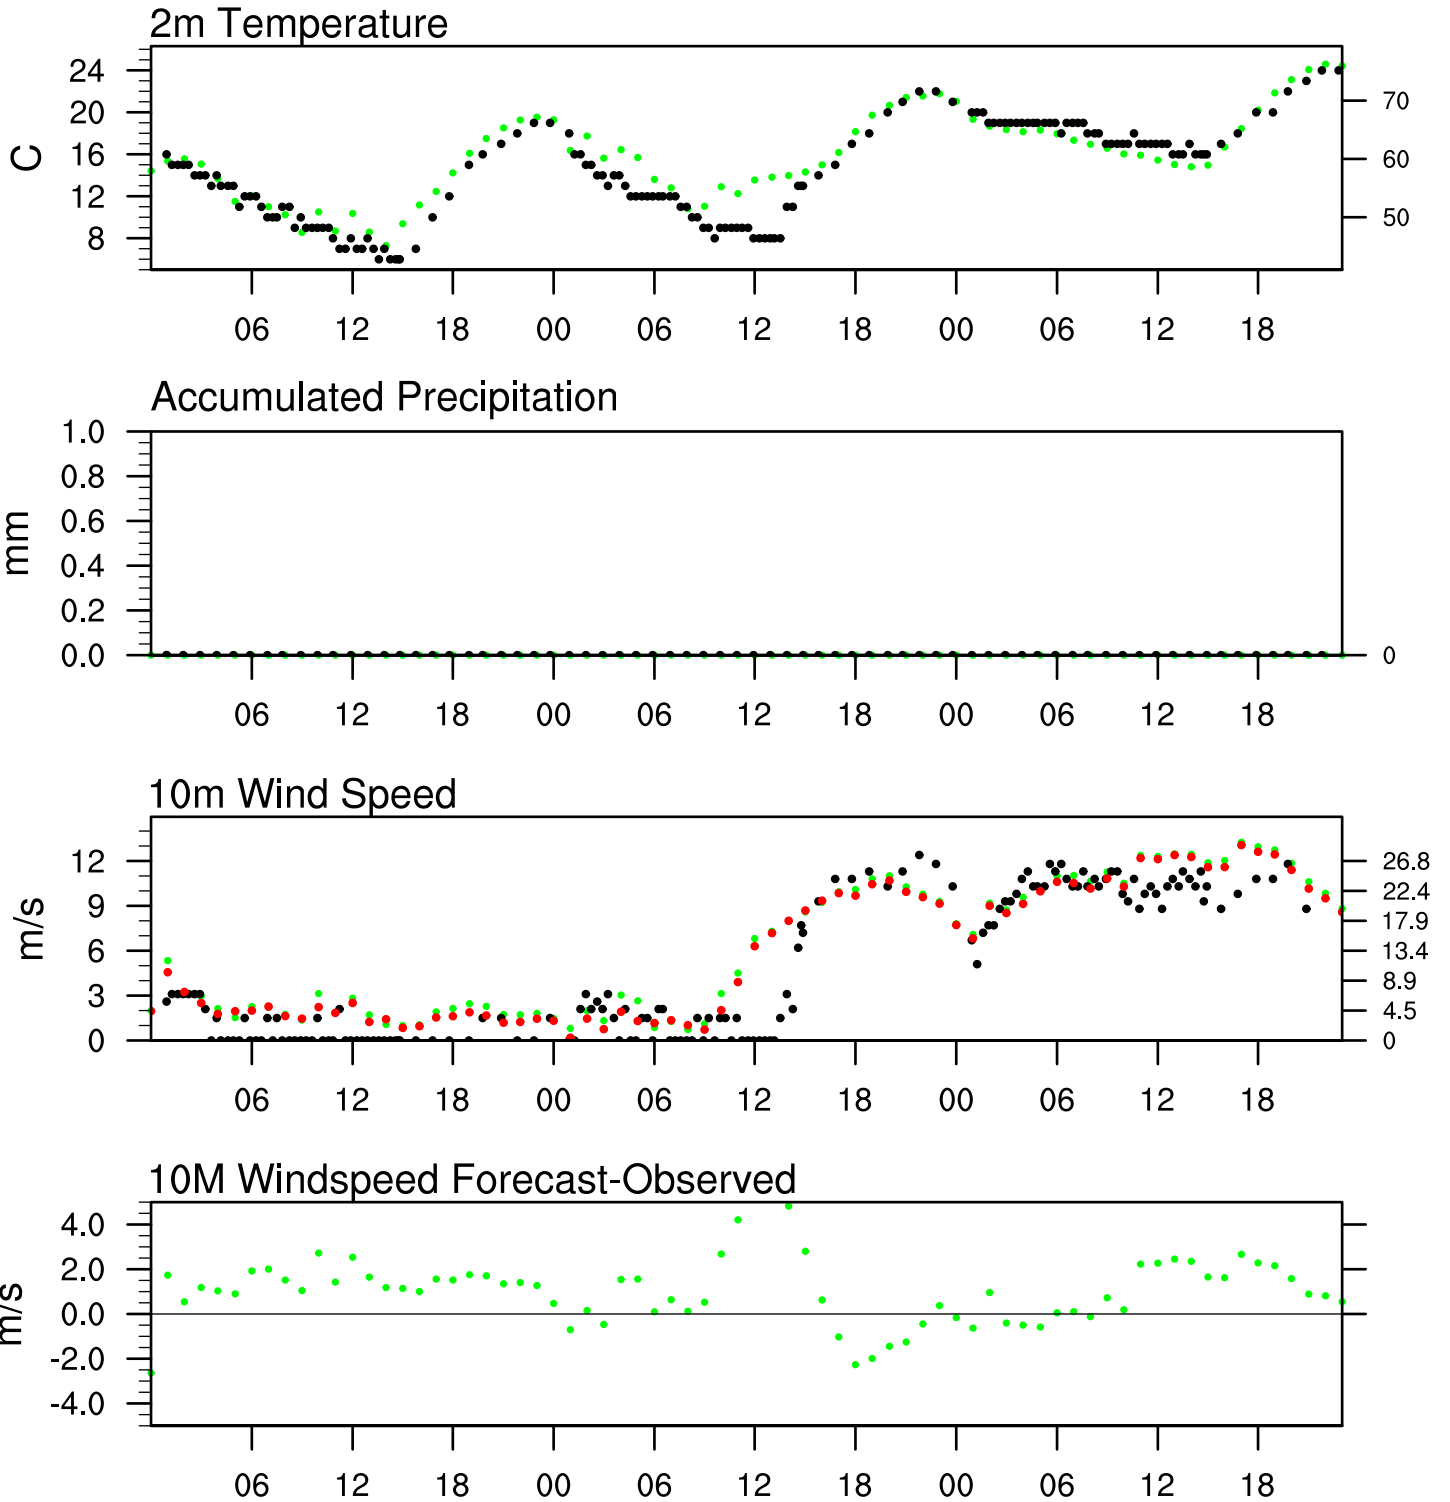 2m Temperature
24
20
16
12
8
C
70
60
50
06 12 18 00 06 12 18 00 06 12 18
Accumulated Precipitation
1.0
0.8
0.6
0.4
0.2
0.0
mm
0
06 12 18 00 06 12 18 00 06 12 18
10m Wind Speed
12
9
6
3
0
m/s
26.8
22.4
17.9
13.4
8.9
4.5
0
06 12 18 00 06 12 18 00 06 12 18
10M Windspeed Forecast-Observed
4.0
2.0
0.0
-2.0
-4.0
m/s
06 12 18 00 06 12 18 00 06 12 18